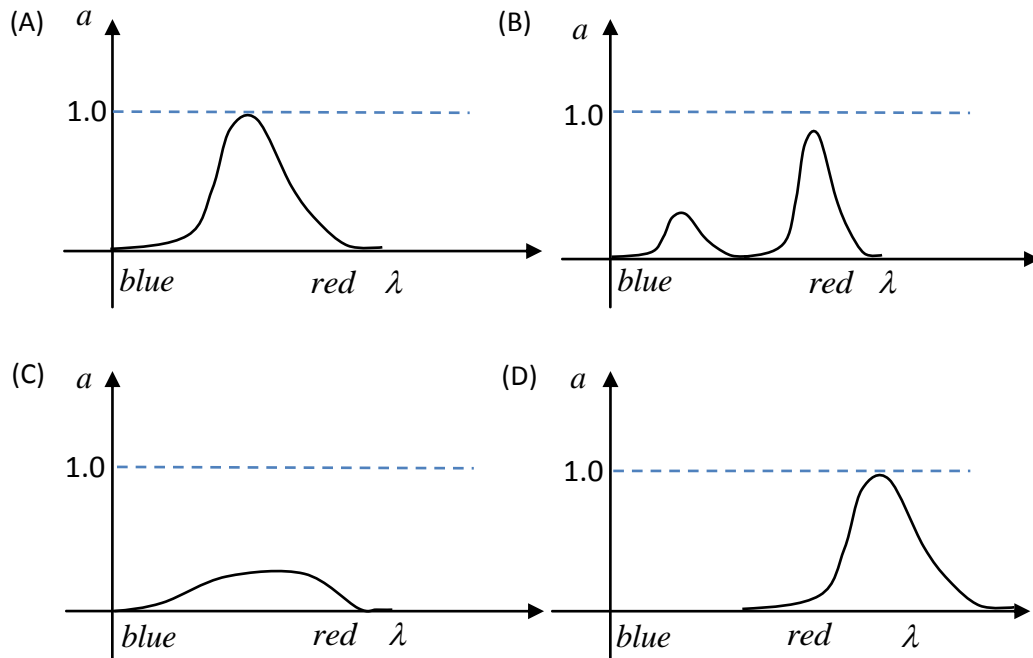 (A) a
1.0
blue red λ
(B) a
1.0
blue red λ
(C) a
1.0
blue red λ
(D) a
1.0
blue red λ